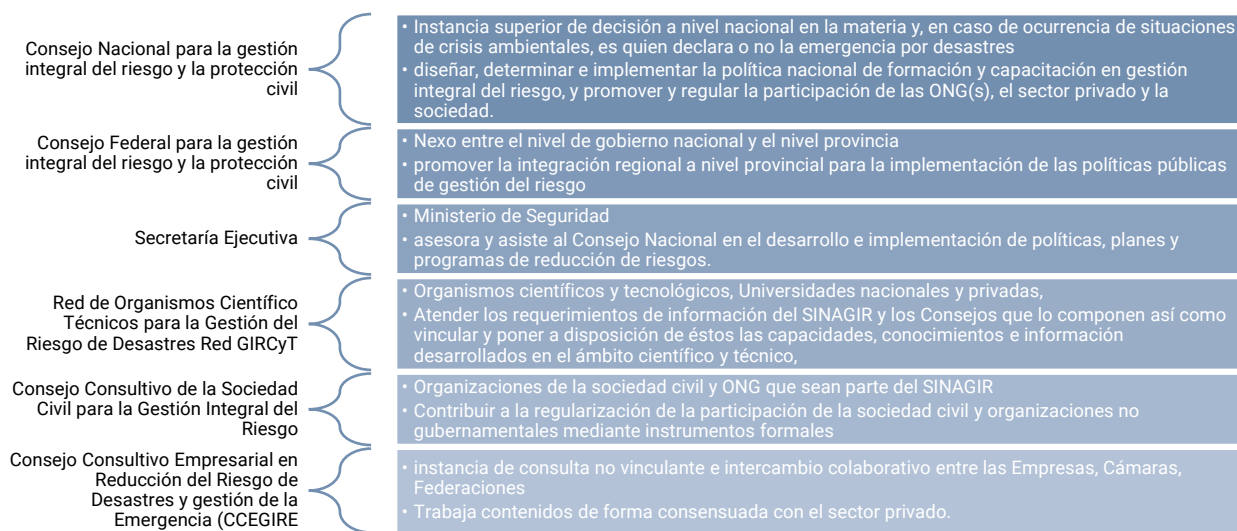 Consejo Nacional para la gestión
integral del riesgo y la protección
civil
• Instancia superior de decisión a nivel nacional en la materia y, en caso de ocurrencia de situaciones
de crisis ambientales, es quien declara o no la emergencia por desastres
• diseñar, determinar e implementar la política nacional de formación y capacitación en gestión
integral del riesgo, y promover y regular la participación de las ONG(s), el sector privado y la
sociedad.
Consejo Federal para la gestión
integral del riesgo y la protección
civil
• Nexo entre el nivel de gobierno nacional y el nivel provincia
• promover la integración regional a nivel provincial para la implementación de las políticas públicas
de gestión del riesgo
Secretaría Ejecutiva
• Ministerio de Seguridad
• asesora y asiste al Consejo Nacional en el desarrollo e implementación de políticas, planes y
programas de reducción de riesgos.
Red de Organismos Científico
Técnicos para la Gestión del
Riesgo de Desastres Red GIRCyT
• Organismos científicos y tecnológicos, Universidades nacionales y privadas,
• Atender los requerimientos de información del SINAGIR y los Consejos que lo componen así como
vincular y poner a disposición de éstos las capacidades, conocimientos e información
desarrollados en el ámbito científico y técnico,
Consejo Consultivo de la Sociedad
Civil para la Gestión Integral del
Riesgo
• Organizaciones de la sociedad civil y ONG que sean parte del SINAGIR
• Contribuir a la regularización de la participación de la sociedad civil y organizaciones no
gubernamentales mediante instrumentos formales
Consejo Consultivo Empresarial en
Reducción del Riesgo de
Desastres y gestión de la
Emergencia (CCEGIRE
• instancia de consulta no vinculante e intercambio colaborativo entre las Empresas, Cámaras,
Federaciones
• Trabaja contenidos de forma consensuada con el sector privado.